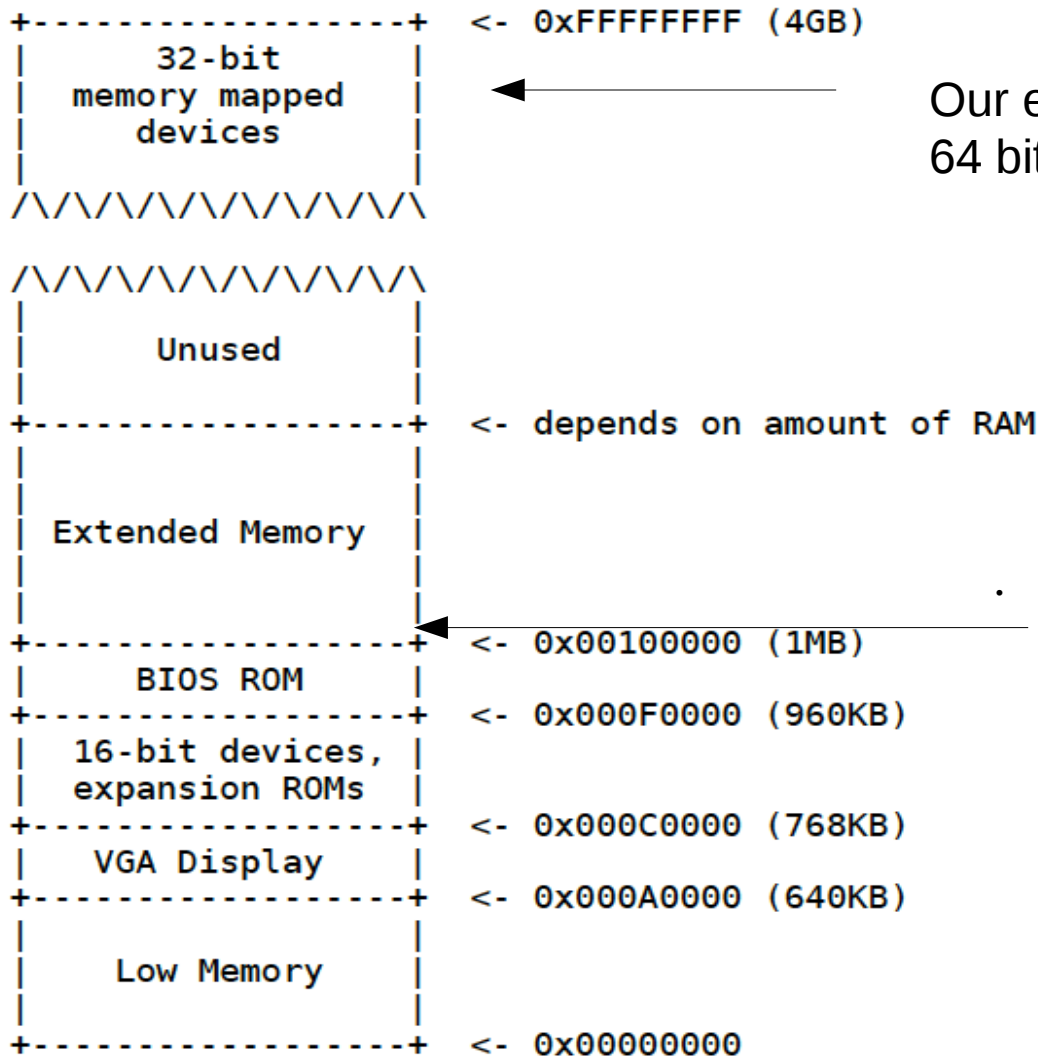 +------------------+  <- 0xFFFFFFFF (4GB)
|      32-bit      |
|  memory mapped   |
|     devices      |
|                  |
Our
64
/\/\/\/\/\/\/\/\/\/\
/\/\/\/\/\/\/\/\/\/\
|                  |
|      Unused      |
|                  |
+------------------+  <- depends on amount of RAM
|                  |
|                  |
| Extended Memory  |
|                  |
|                  |
.
+------------------+  <- 0x00100000 (1MB)
|     BIOS ROM     |
+------------------+  <- 0x000F0000 (960KB)
|  16-bit devices, |
|  expansion ROMs  |
+------------------+  <- 0x000C0000 (768KB)
|   VGA Display    |
+------------------+  <- 0x000A0000 (640KB)
|                  |
|    Low Memory    |
|                  |
+------------------+  <- 0x00000000